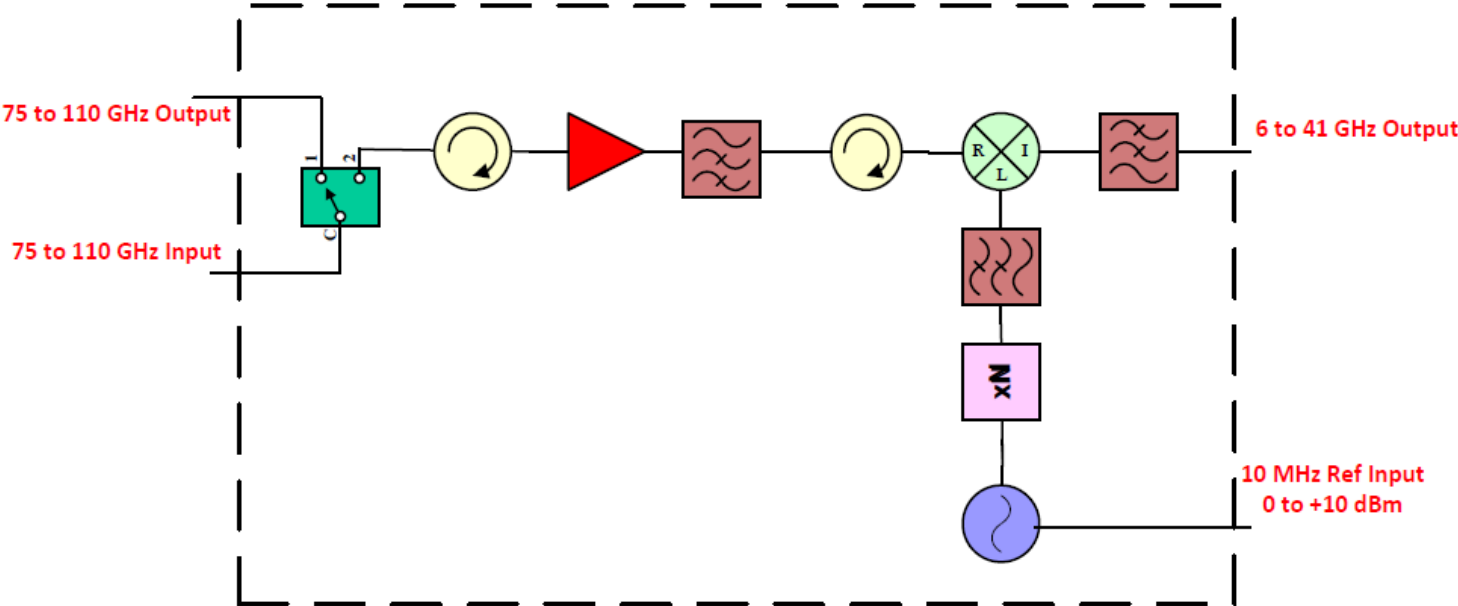 75 to 110 GHz Output
1
2
C
75 to 110 GHz Input
R
I
L
6 to 41 GHz Output
Nx
10 MHz Ref Input
0 to +10 dBm